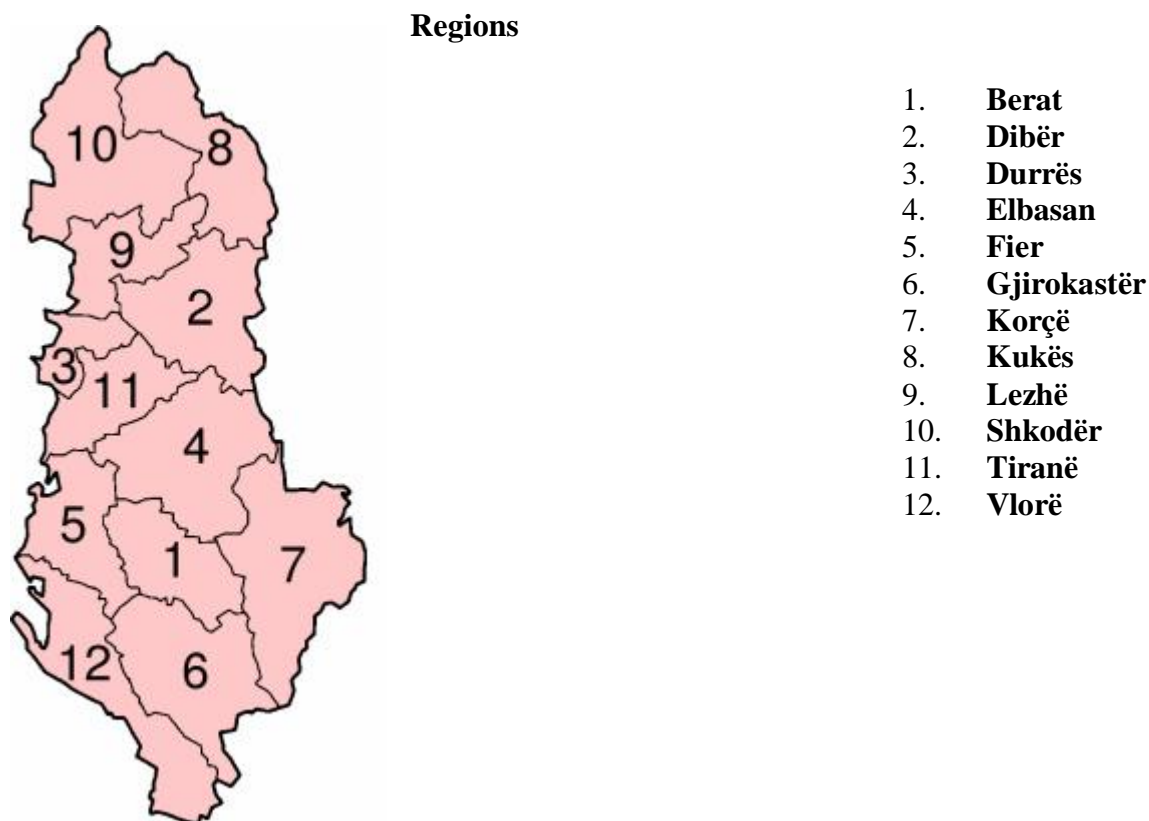 Regions
1. Berat
2. Dibër
3. Durrës
4. Elbasan
5. Fier
6. Gjirokastër
7. Korçë
8. Kukës
9. Lezhë
10. Shkodër
11. Tiranë
12. Vlorë
10
8
9
2
3
11
4
5
1
7
12
6